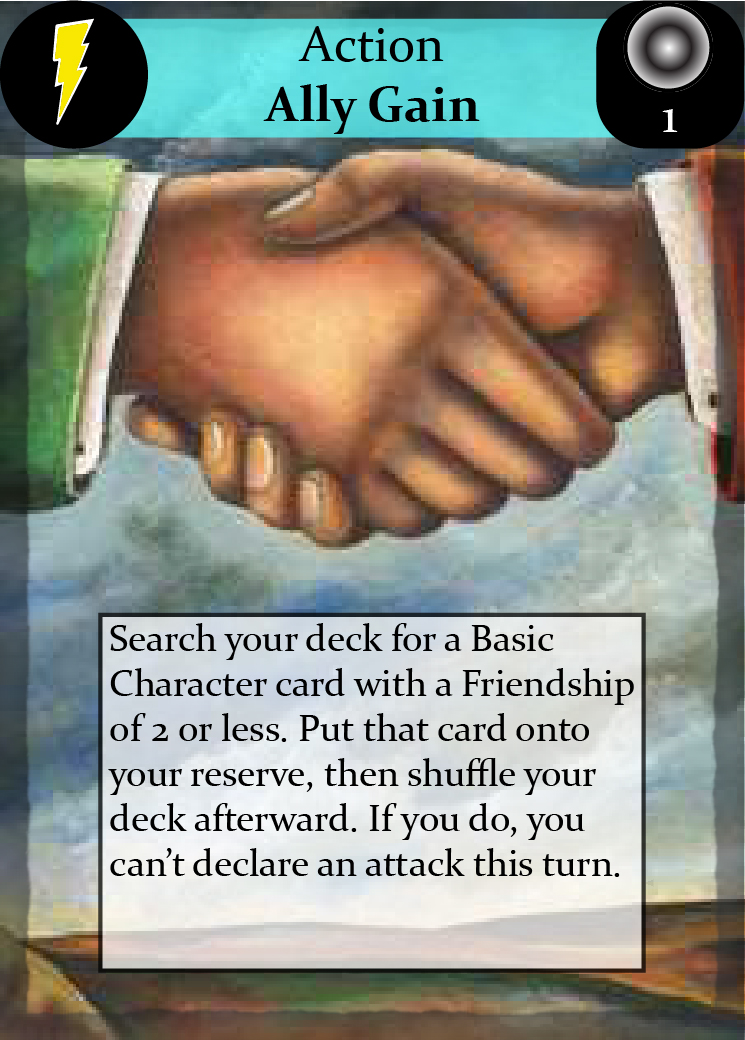 Action
Ally Gain
1
Search your deck for a Basic
Character card with a Friendship
of 2 or less. Put that card onto
your reserve, then shuffle your
deck afterward. If you do, you
can't declare an attack this turn.